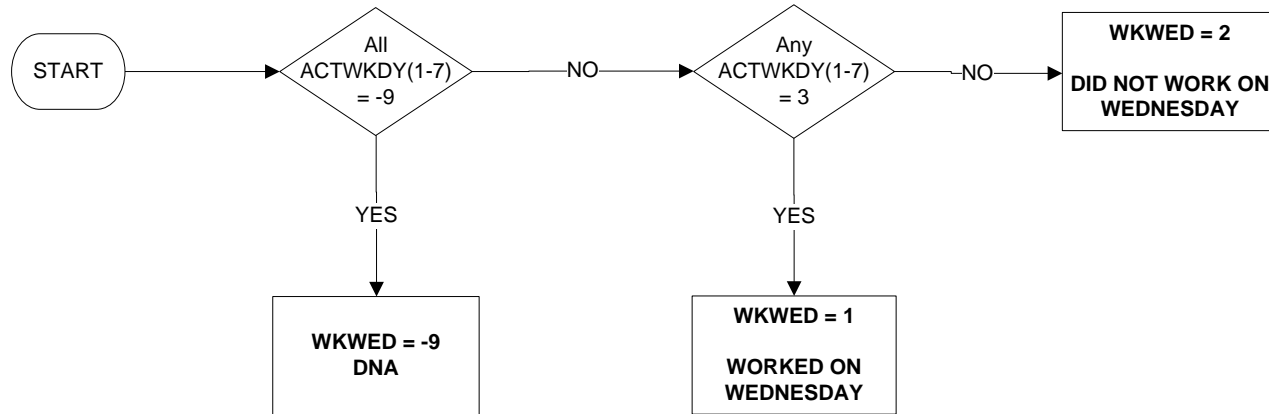 START
All
ACTWKDY(1-7)
= -9
NO
Any
ACTWKDY(1-7)
= 3
NO
WKWED = 2
DID NOT WORK ON
WEDNESDAY
YES
YES
WKWED = -9
DNA
WKWED = 1
WORKED ON
WEDNESDAY